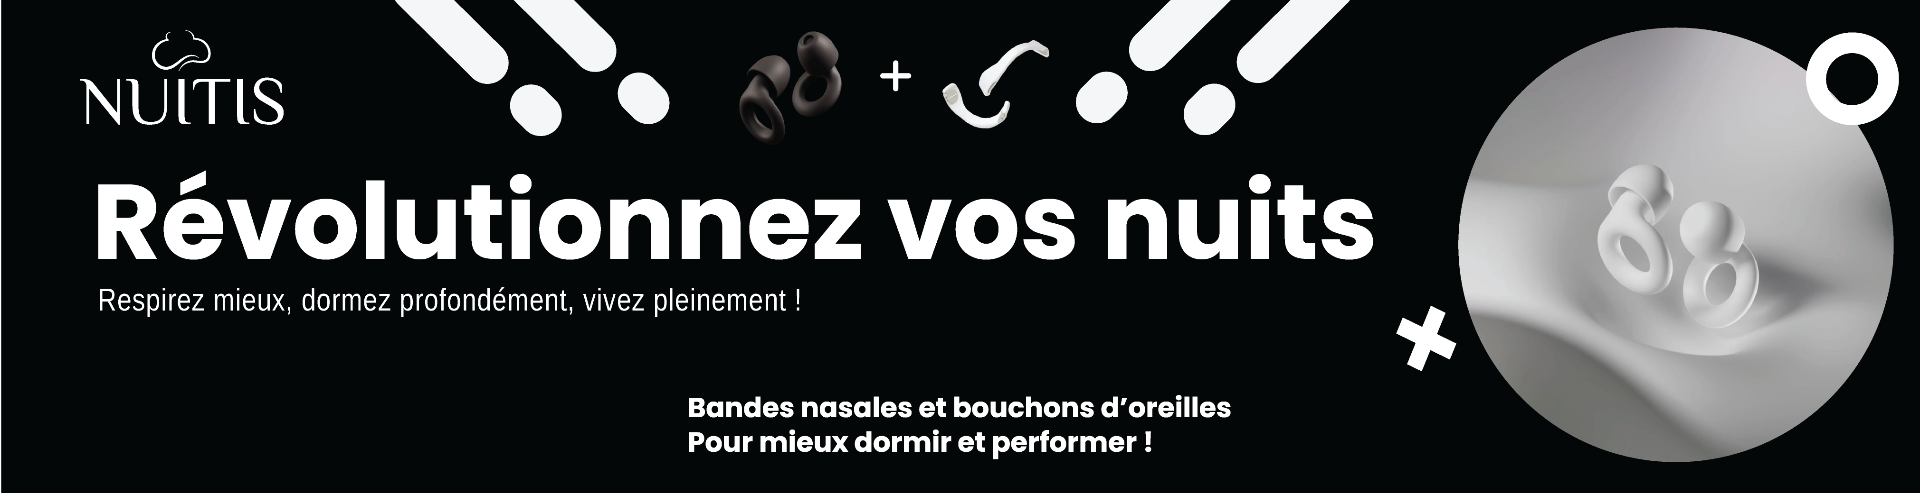 NUITIS
Révolutionnez vos nuits
Respirez mieux, dormez profondément, vivez pleinement !
Bandes nasales et bouchons d’oreilles
Pour mieux dormir et performer !